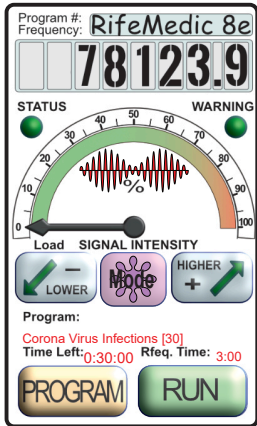 Program #:
Frequency:
RifeMedic 8e
78123.9
STATUS
WARNING
0
10
20
30
40
50
60
70
80
90
100
%
Load SIGNAL INTENSITY
− LOWER
Mode
HIGHER +
Program:
Corona Virus Infections [30]
Time Left: 0:30:00 Rfeq. Time: 3:00
PROGRAM
RUN